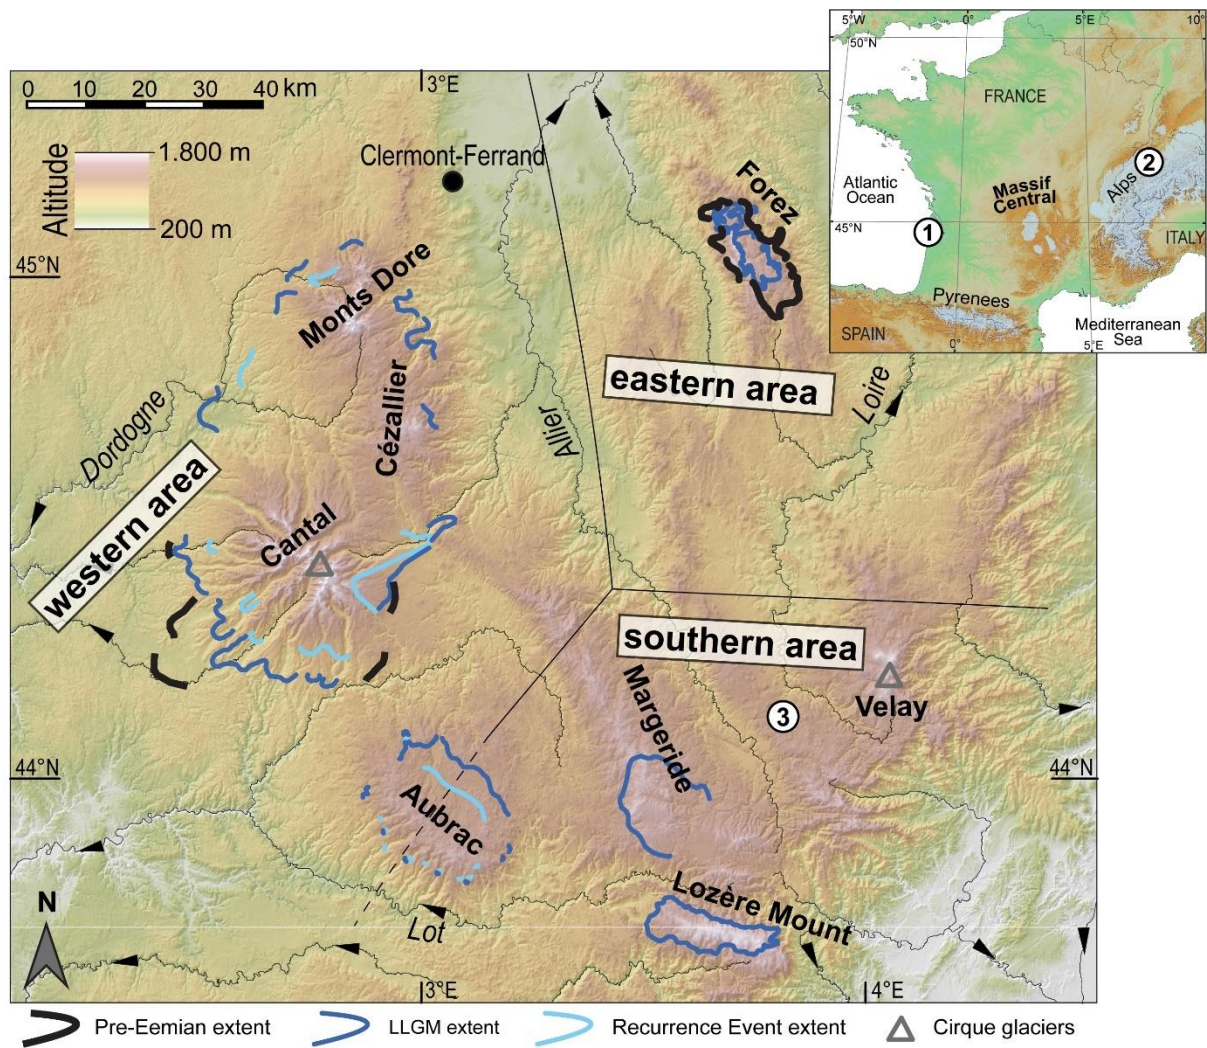 5°W
0°
5°E
10°
50°N
FRANCE
Atlantic
Ocean
Massif
Central
Alps
2
45°N
1
ITALY
Pyrenees
Mediterranean
Sea
SPAIN
0°
5°E
0 10 20 30 40 km
3°E
Altitude
1.800 m
200 m
Clermont-Ferrand
Forez
45°N
Monts Dore
Cézallier
eastern area
Loire
Allier
Dordogne
western area
Cantal
southern area
Margeride
Velay
3
44°N
44°N
Aubrac
Lozère Mount
N
Lot
3°E
4°E
Pre-Eemian extent
LLGM extent
Recurrence Event extent
Cirque glaciers